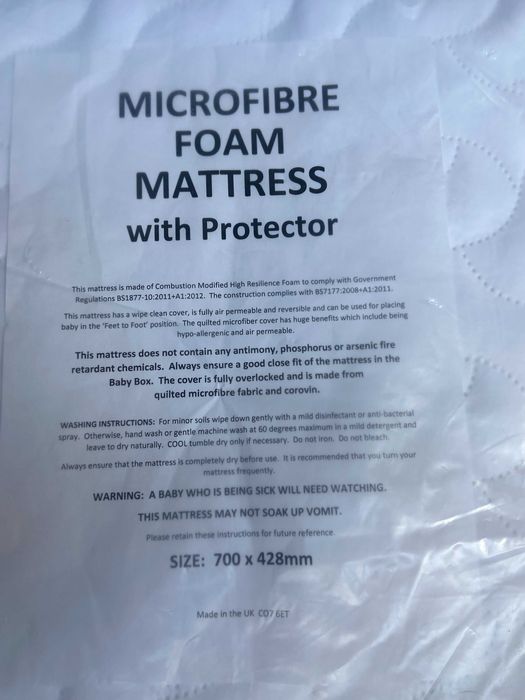 MICROFIBRE
FOAM
MATTRESS
with Protector
This mattress is made of Combustion Modified High Resilience Foam to comply with Government
Regulations BS1877-10:2011+A1:2012. The construction complies with BS7177:2008+A1:2011.
This mattress has a wipe clean cover, is fully air permeable and reversible and can be used for placing
baby in the 'Feet to Foot' position. The quilted microfiber cover has huge benefits which include being
hypo-allergenic and air permeable.
This mattress does not contain any antimony, phosphorus or arsenic fire
retardant chemicals. Always ensure a good close fit of the mattress in the
Baby Box. The cover is fully overlocked and is made from
quilted microfibre fabric and corovin.
WASHING INSTRUCTIONS: For minor soils wipe down gently with a mild disinfectant or anti-bacterial
spray. Otherwise, hand wash or gentle machine wash at 60 degrees maximum in a mild detergent and
leave to dry naturally. COOL tumble dry only if necessary. Do not iron. Do not bleach.
Always ensure that the mattress is completely dry before use. It is recommended that you turn your
mattress frequently.
WARNING: A BABY WHO IS BEING SICK WILL NEED WATCHING.
THIS MATTRESS MAY NOT SOAK UP VOMIT.
Please retain these instructions for future reference.
SIZE: 700 x 428mm
Made in the UK CO7 6ET